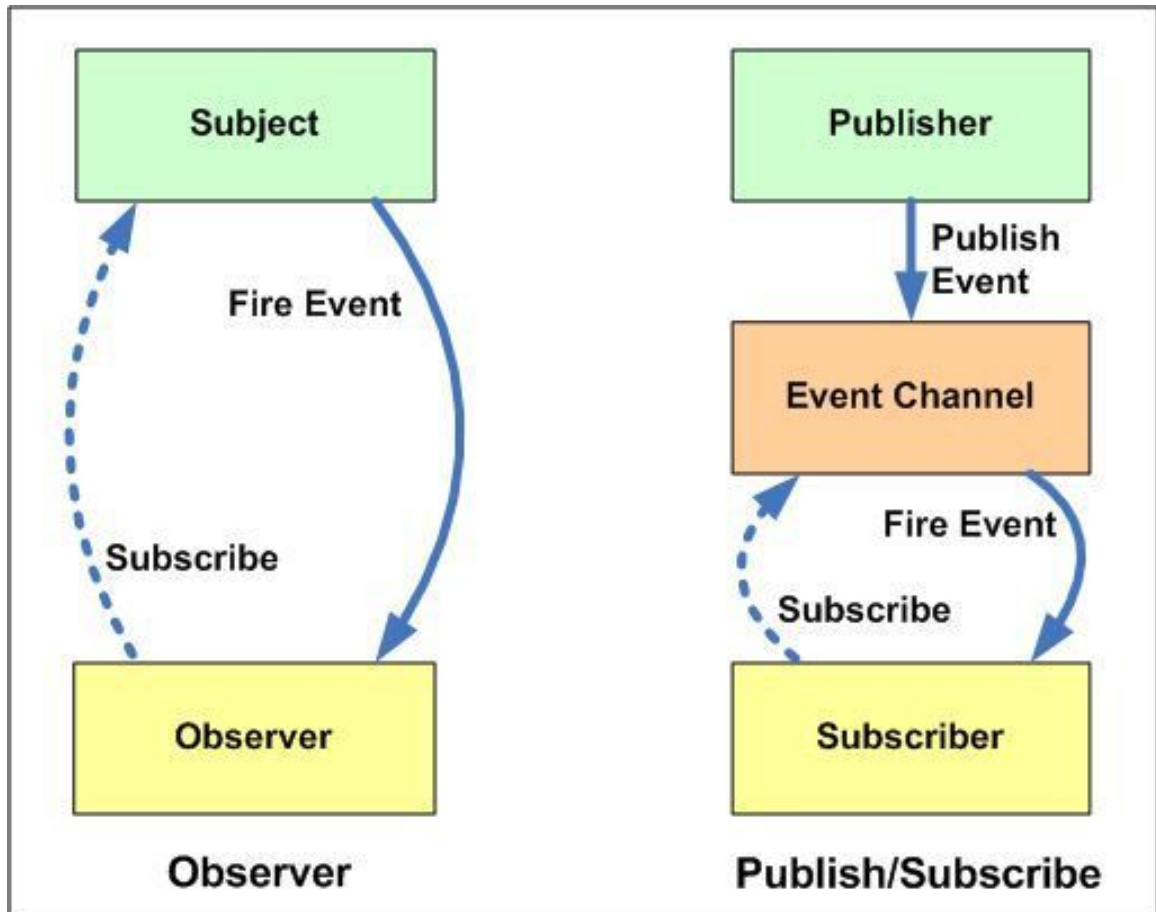 Subject
Fire Event
Subscribe
Observer
Observer
Publisher
Publish
Event
Event Channel
Fire Event
Subscribe
Subscriber
Publish/Subscribe